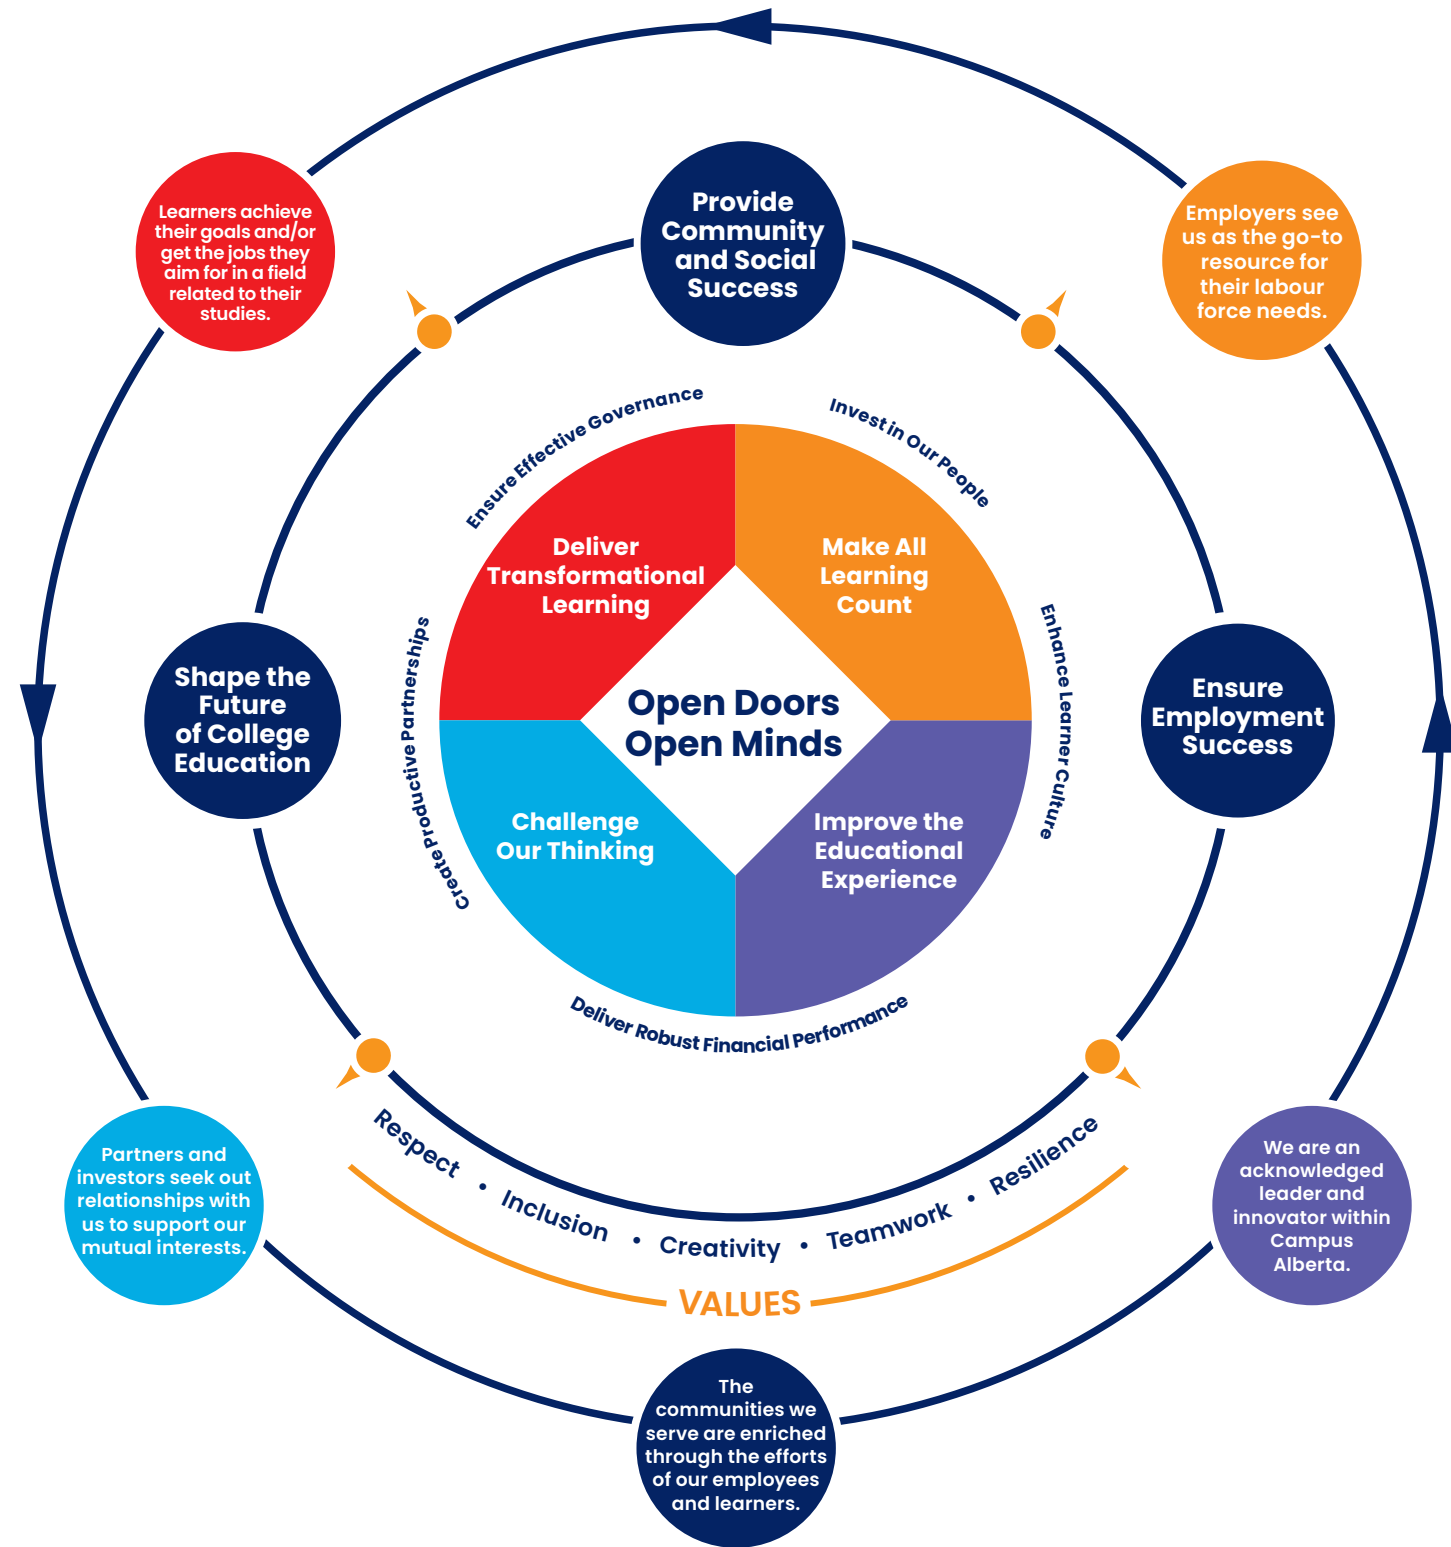 Provide
Community
and Social
Success
Learners achieve
their goals and/or
get the jobs they
aim for in a field
related to their
studies.
Employers see
us as the go-to
resource for
their labour
force needs.
Ensure Effective Governance
Invest in Our People
Deliver
Transformational
Learning
Make All
Learning
Count
Create Productive Partnerships
Enhance Learner Culture
Shape the
Future
of College
Education
Open Doors
Open Minds
Ensure
Employment
Success
Challenge
Our Thinking
Improve the
Educational
Experience
Deliver Robust Financial Performance
Respect • Inclusion • Creativity • Teamwork • Resilience
VALUES
Partners and
investors seek out
relationships with
us to support our
mutual interests.
We are an
acknowledged
leader and
innovator within
Campus
Alberta.
The
communities we
serve are enriched
through the efforts
of our employees
and learners.